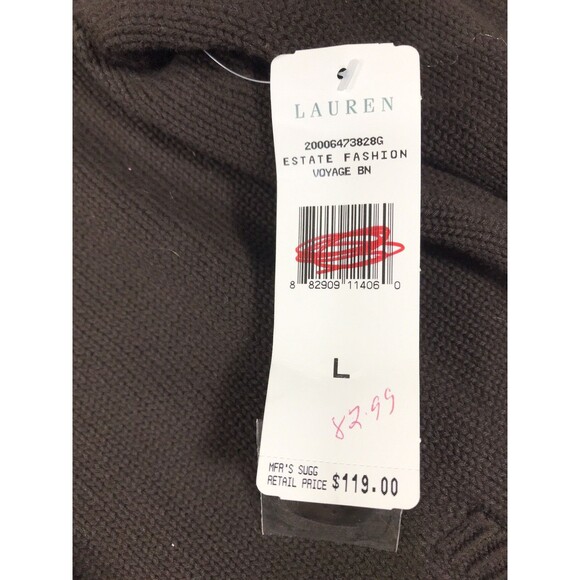 LAUREN
20006473828G
ESTATE FASHION
VOYAGE BN
8 82909 11406 0
L
82.99
MFR'S SUGG
RETAIL PRICE $119.00